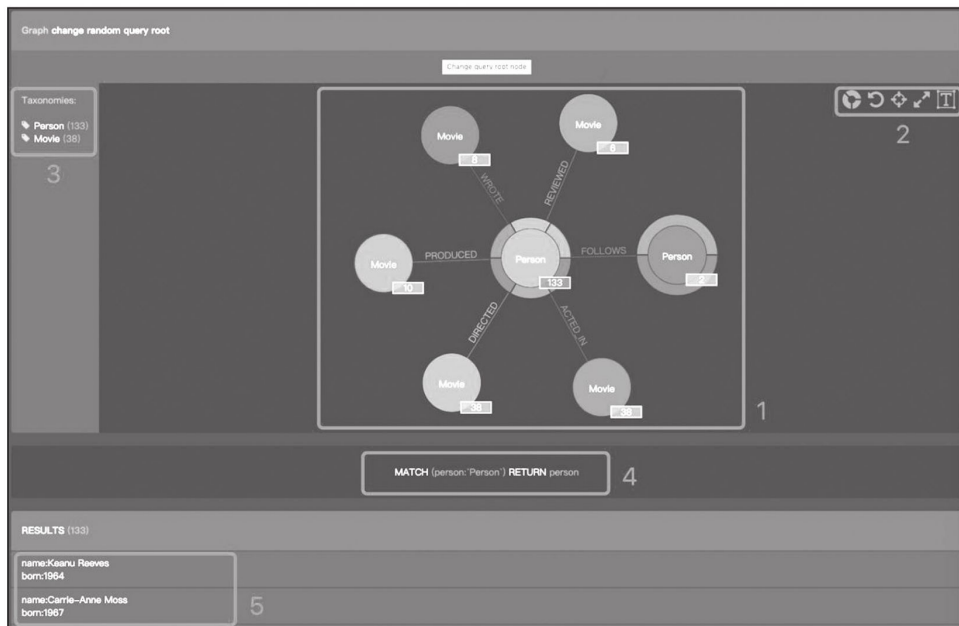 Graph change random query root
Change query root node
Taxonomies:
Person (133)
Movie (38)
3
2
Movie
8
Movie
6
WROTE
REVIEWED
PRODUCED
FOLLOWS
Movie
10
Person
133
Person
2
DIRECTED
ACTED_IN
Movie
38
Movie
38
1
MATCH (person:`Person`) RETURN person
4
RESULTS (133)
name:Keanu Reeves
born:1964
name:Carrie-Anne Moss
born:1967
5
T